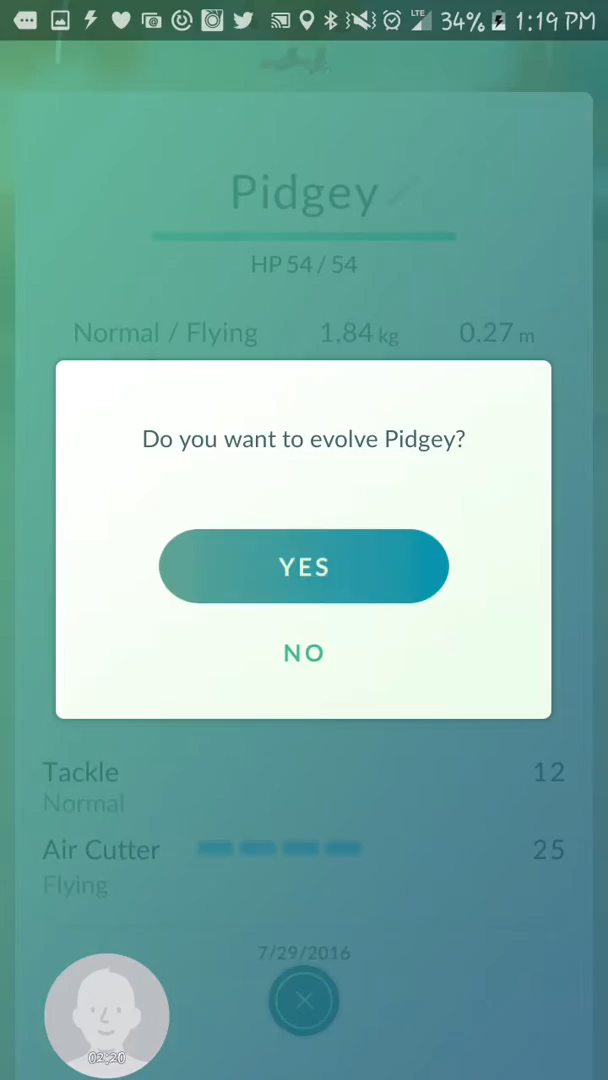 LTE 34% 1:19 PM
Pidgey
HP 54 / 54
Normal / Flying 1.84 kg 0.27 m
Do you want to evolve Pidgey?
YES
NO
Tackle 12
Normal
Air Cutter 25
Flying
7/29/2016
02:20